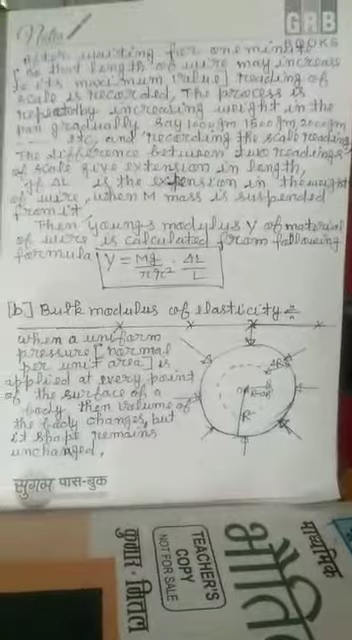 Notes
GRB
BOOKS
after waiting for one minite
[so that length of wire may increase
to its maximum value] reading of
scale is recorded, The process is
repeated by increasing weight in the
pan gradually say 1000gm 1500gm, 2000gm
---- etc, and recording the scale reading
The difference between two readings
of scale give extension in length,
If ΔL is the extension in the
of wire, when M mass is suspended
from it
Then Young's modylys Y of material
of wire is calculated from following
formula Y = Mg/πr² · ΔL/L
[b] Bulk modulus of elasticity
when a uniform
pressure [normal
per unit area] is
applied at every point
of the surface of a
body then volume of
the body changes, but
it shape remains
unchanged,
R
सुगम पास-बुक
माध्यमिक
भौति
TEACHER'S
COPY
NOT FOR SALE
कुमार · मित्तल